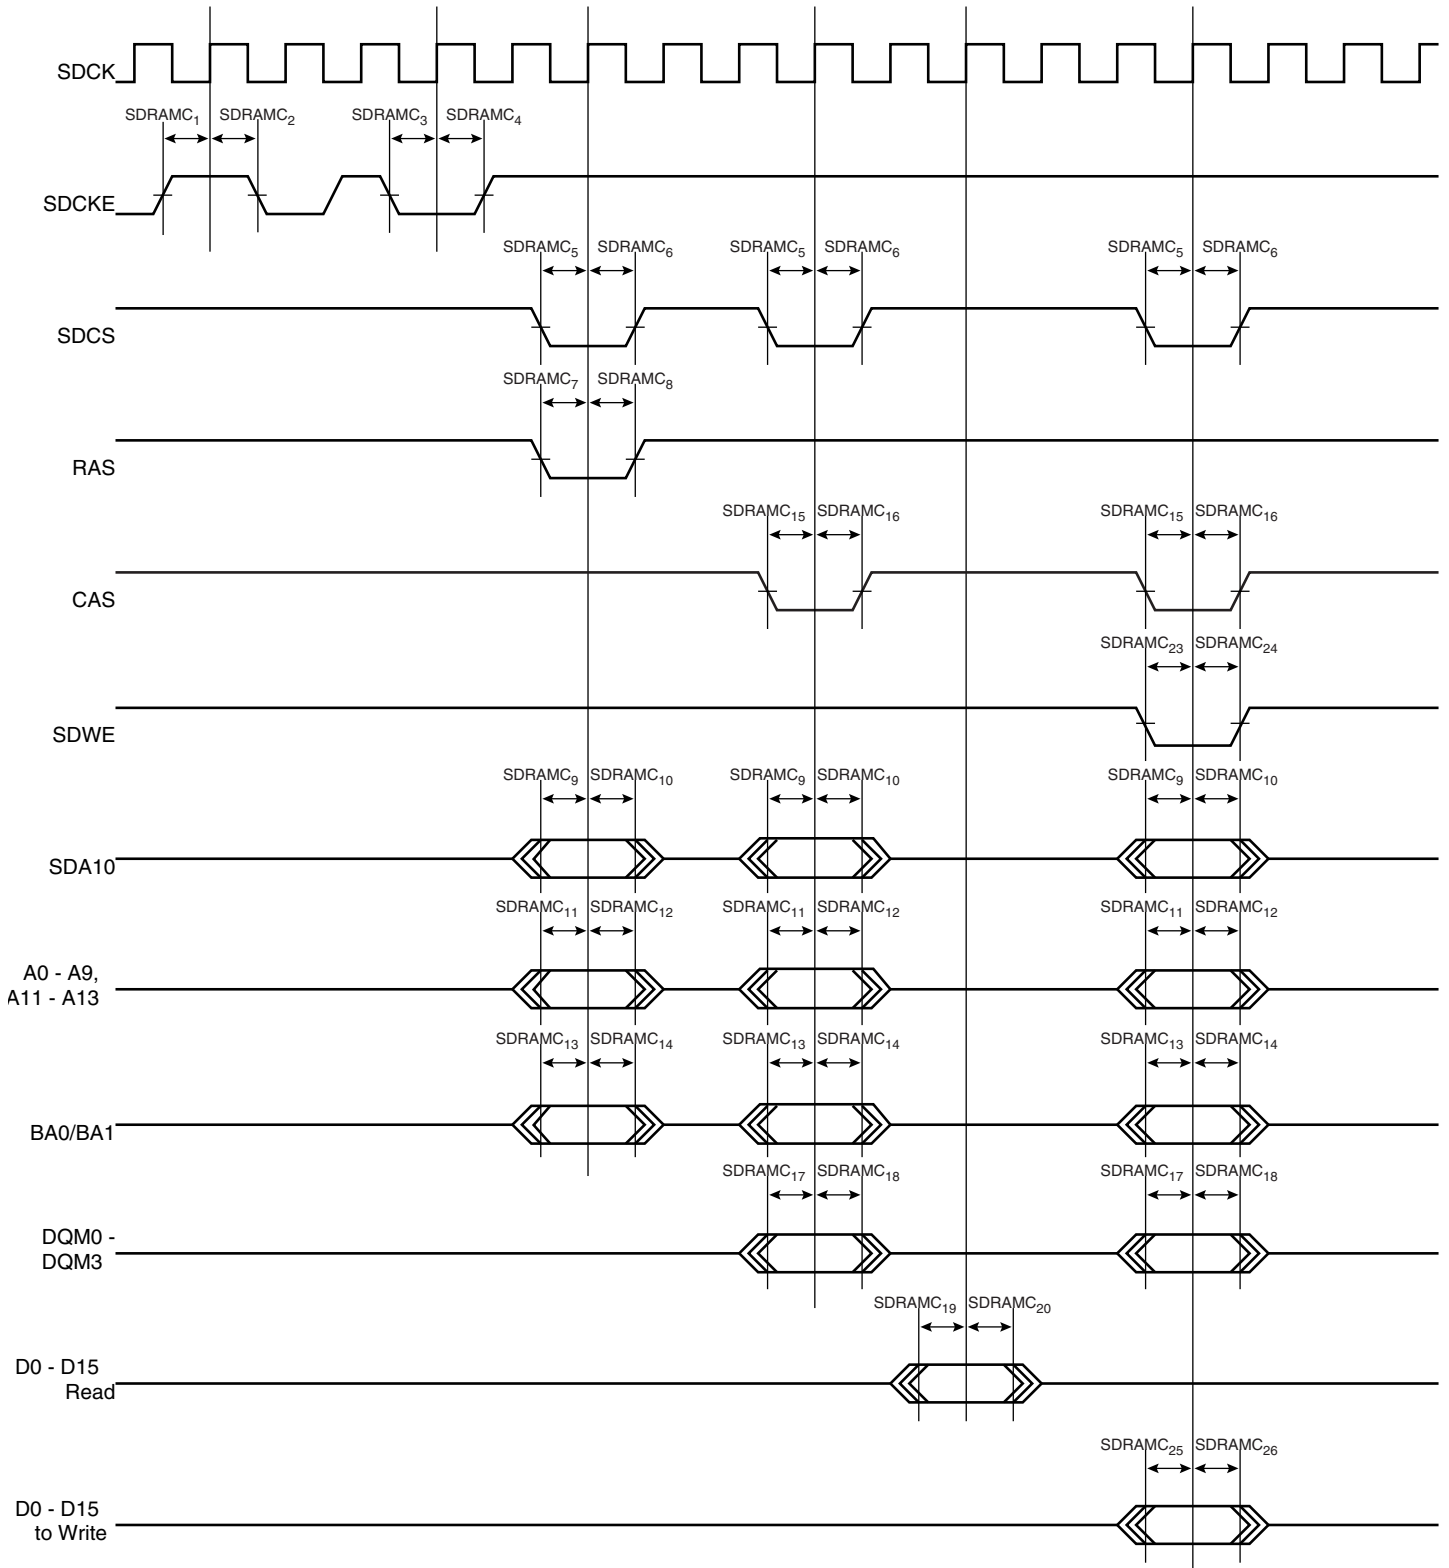 SDCK
SDRAMC1 SDRAMC2 SDRAMC3 SDRAMC4
SDCKE
SDRAMC5 SDRAMC6 SDRAMC5 SDRAMC6 SDRAMC5 SDRAMC6
SDCS
SDRAMC7 SDRAMC8
RAS
SDRAMC15 SDRAMC16 SDRAMC15 SDRAMC16
CAS
SDRAMC23 SDRAMC24
SDWE
SDRAMC9 SDRAMC10 SDRAMC9 SDRAMC10 SDRAMC9 SDRAMC10
SDA10
SDRAMC11 SDRAMC12 SDRAMC11 SDRAMC12 SDRAMC11 SDRAMC12
A0 - A9,
A11 - A13
SDRAMC13 SDRAMC14 SDRAMC13 SDRAMC14 SDRAMC13 SDRAMC14
BA0/BA1
SDRAMC17 SDRAMC18 SDRAMC17 SDRAMC18
DQM0 -
DQM3
SDRAMC19 SDRAMC20
D0 - D15
Read
SDRAMC25 SDRAMC26
D0 - D15
to Write